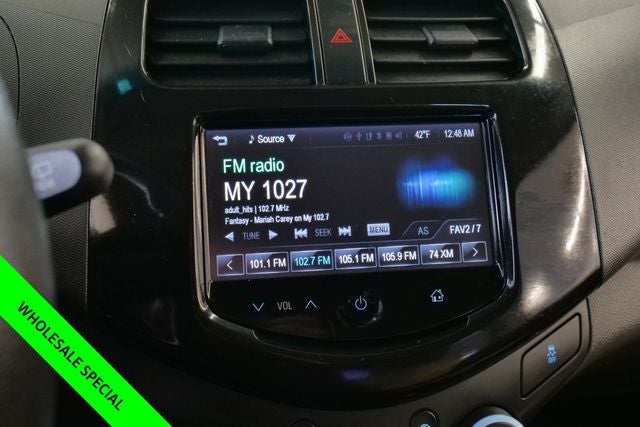 Source
42°F
12:48 AM
FM radio
MY 1027
adult_hits | 102.7 MHz
Fantasy - Mariah Carey on My 102.7
TUNE
SEEK
MENU
AS
FAV2 / 7
101.1 FM
102.7 FM
105.1 FM
105.9 FM
74 XM
VOL
WHOLESALE SPECIAL